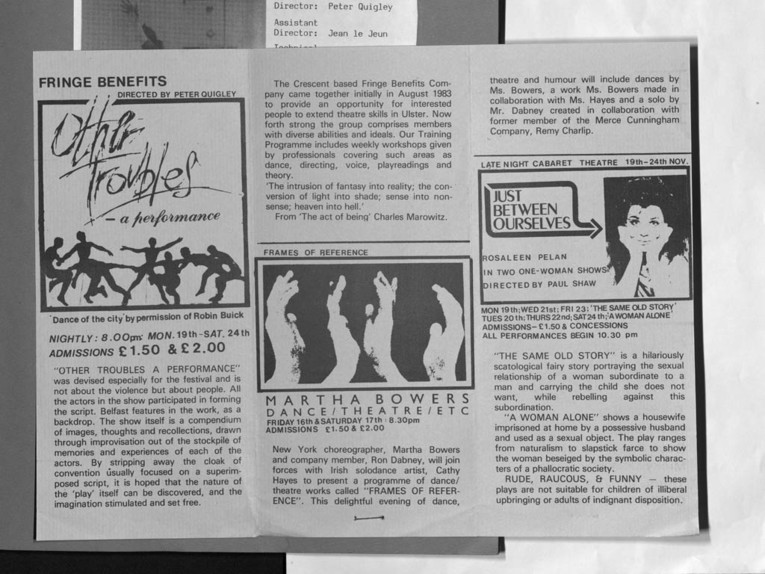 Director: Peter Quigley
Assistant
Director: Jean le Jeun
FRINGE BENEFITS
DIRECTED BY PETER QUIGLEY
Other
Troubles
– a performance
'Dance of the city by permission of Robin Buick
NIGHTLY: 8.00pm: MON. 19th-SAT. 24th
ADMISSIONS £1.50 & £2.00
"OTHER TROUBLES A PERFORMANCE"
was devised especially for the festival and is
not about the violence but about people. All
the actors in the show participated in forming
the script. Belfast features in the work, as a
backdrop. The show itself is a compendium
of images, thoughts and recollections, drawn
through improvisation out of the stockpile of
memories and experiences of each of the
actors. By stripping away the cloak of
convention usually focused on a superim-
posed script, it is hoped that the nature of
the 'play' itself can be discovered, and the
imagination stimulated and set free.
The Crescent based Fringe Benefits Com-
pany came together initially in August 1983
to provide an opportunity for interested
people to extend theatre skills in Ulster. Now
forth strong the group comprises members
with diverse abilities and ideals. Our Training
Programme includes weekly workshops given
by professionals covering such areas as
dance, directing, voice, playreadings and
theory.
'The intrusion of fantasy into reality; the con-
version of light into shade; sense into non-
sense; heaven into hell.'
From 'The act of being' Charles Marowitz.
FRAMES OF REFERENCE
MARTHA BOWERS
DANCE/THEATRE/ETC
FRIDAY 16th & SATURDAY 17th · 8.30pm
ADMISSIONS £1.50 & £2.00
New York choreographer, Martha Bowers
and company member, Ron Dabney, will join
forces with Irish solodance artist, Cathy
Hayes to present a programme of dance/
theatre works called "FRAMES OF REFER-
ENCE". This delightful evening of dance,
theatre and humour will include dances by
Ms. Bowers, a work Ms. Bowers made in
collaboration with Ms. Hayes and a solo by
Mr. Dabney created in collaboration with
former member of the Merce Cunningham
Company, Remy Charlip.
LATE NIGHT CABARET THEATRE 19th-24th NOV.
JUST
BETWEEN
OURSELVES
ROSALEEN PELAN
IN TWO ONE-WOMAN SHOWS
DIRECTED BY PAUL SHAW
MON 19th; WED 21st; FRI 23: 'THE SAME OLD STORY'
TUES 20th; THURS 22nd; SAT 24th; 'A WOMAN ALONE'
ADMISSIONS – £1.50 & CONCESSIONS
ALL PERFORMANCES BEGIN 10.30 pm
"THE SAME OLD STORY" is a hilariously
scatological fairy story portraying the sexual
relationship of a woman subordinate to a
man and carrying the child she does not
want, while rebelling against this
subordination.
"A WOMAN ALONE" shows a housewife
imprisoned at home by a possessive husband
and used as a sexual object. The play ranges
from naturalism to slapstick farce to show
the woman beseiged by the symbolic charac-
ters of a phallocratic society.
RUDE, RAUCOUS, & FUNNY — these
plays are not suitable for children of illiberal
upbringing or adults of indignant disposition.